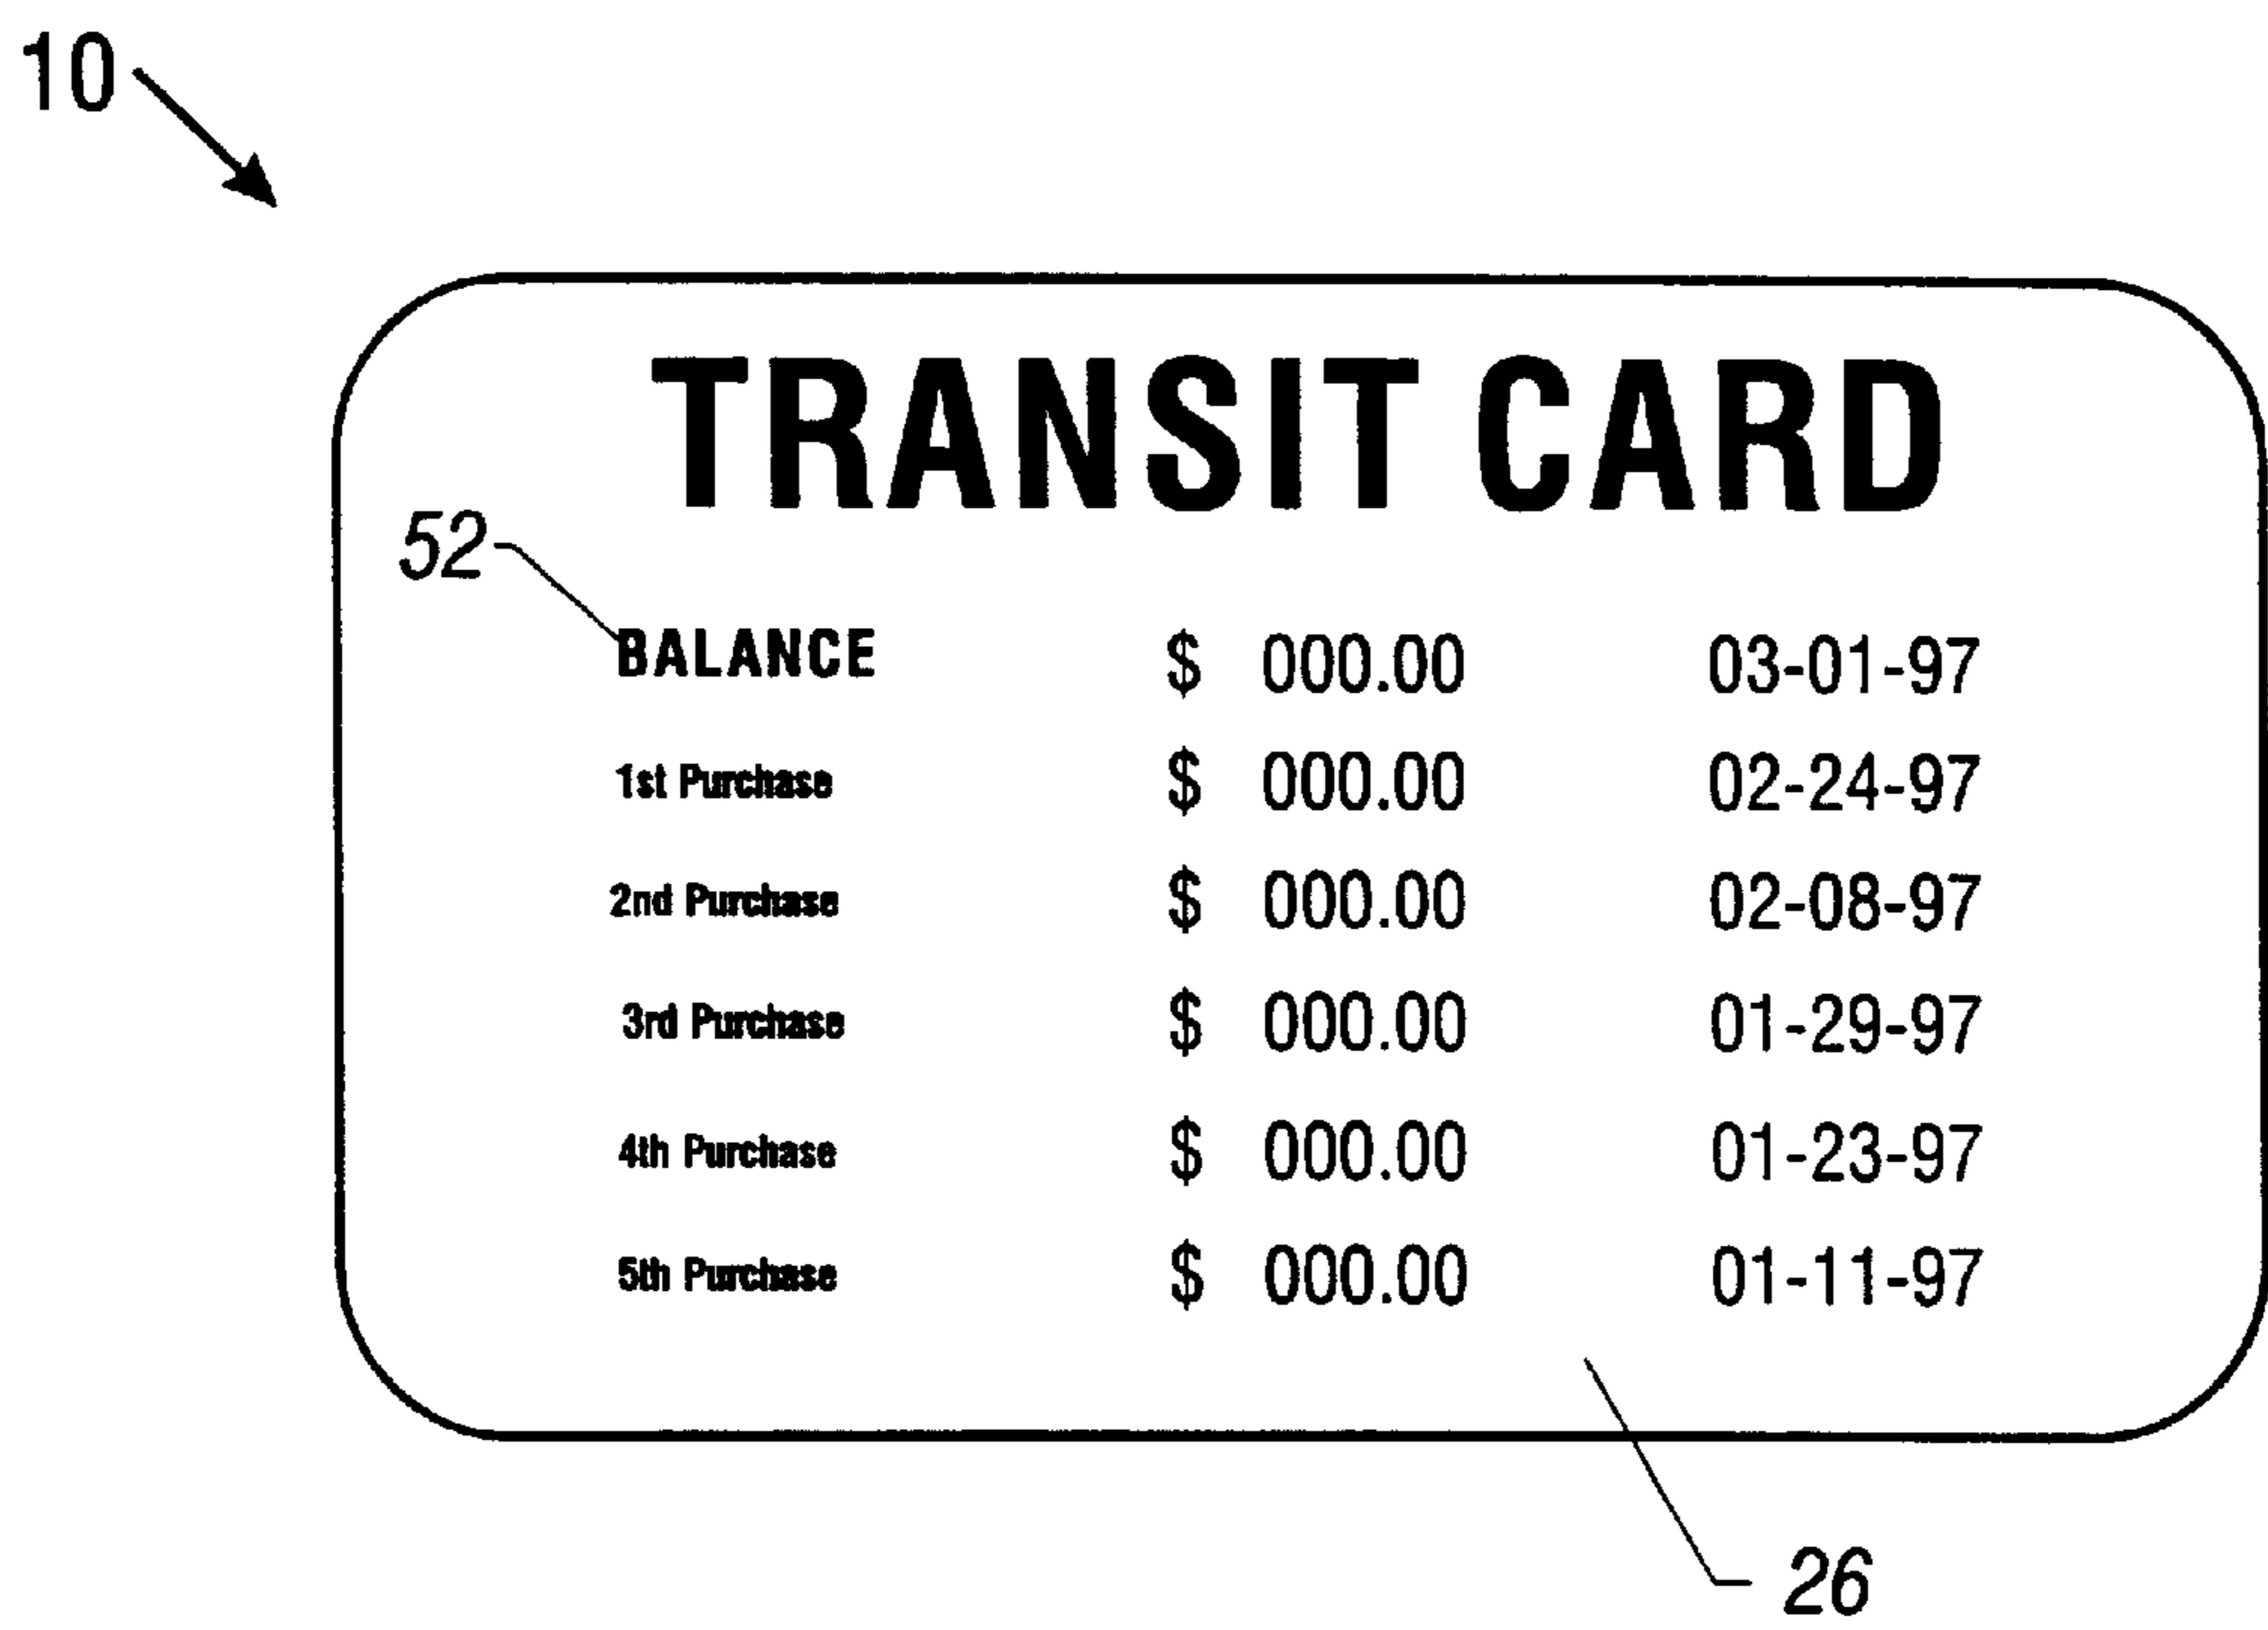 10
TRANSIT CARD
52
BALANCE $ 000.00 03-01-97
1st Purchase $ 000.00 02-24-97
2nd Purchase $ 000.00 02-08-97
3rd Purchase $ 000.00 01-29-97
4th Purchase $ 000.00 01-23-97
5th Purchase $ 000.00 01-11-97
26